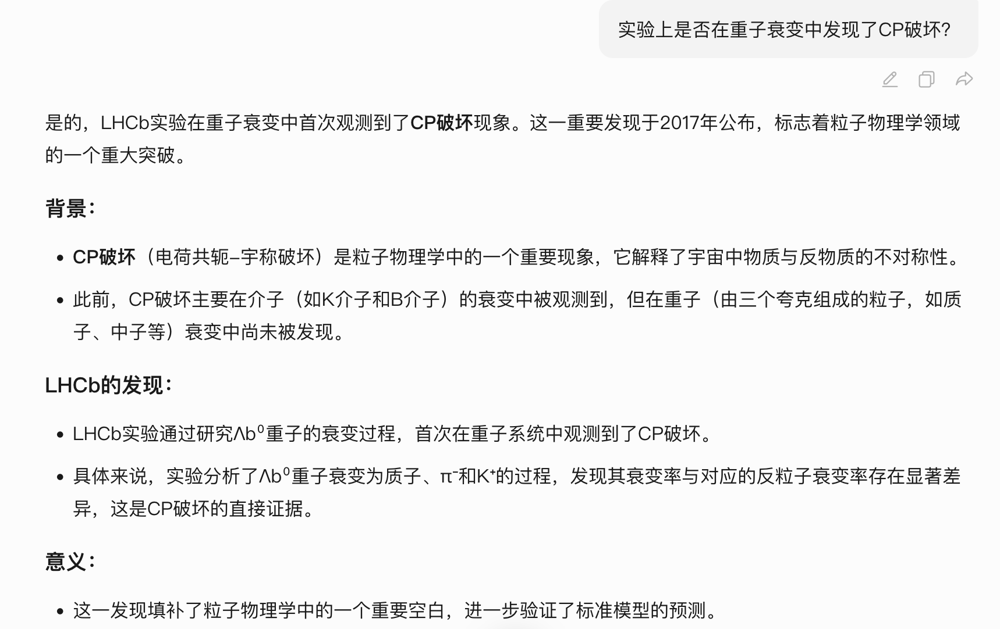 实验上是否在重子衰变中发现了CP破坏?
是的，LHCb实验在重子衰变中首次观测到了CP破坏现象。这一重要发现于2017年公布，标志着粒子物理学领域
的一个重大突破。
背景：
• CP破坏（电荷共轭–宇称破坏）是粒子物理学中的一个重要现象，它解释了宇宙中物质与反物质的不对称性。
• 此前，CP破坏主要在介子（如K介子和B介子）的衰变中被观测到，但在重子（由三个夸克组成的粒子，如质
子、中子等）衰变中尚未被发现。
LHCb的发现：
• LHCb实验通过研究Λb⁰重子的衰变过程，首次在重子系统中观测到了CP破坏。
• 具体来说，实验分析了Λb⁰重子衰变为质子、π⁻和K⁺的过程，发现其衰变率与对应的反粒子衰变率存在显著差
异，这是CP破坏的直接证据。
意义：
• 这一发现填补了粒子物理学中的一个重要空白，进一步验证了标准模型的预测。